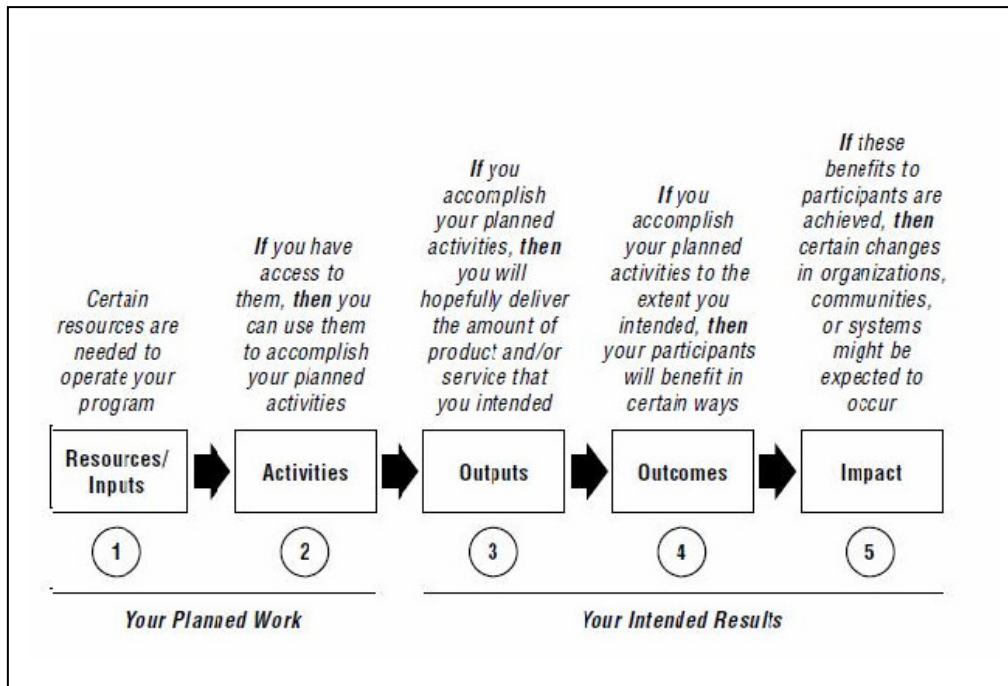 Certain
resources are
needed to
operate your
program
If you have
access to
them, then you
can use them
to accomplish
your planned
activities
If you
accomplish
your planned
activities, then
you will
hopefully deliver
the amount of
product and/or
service that
you intended
If you
accomplish
your planned
activities to the
extent you
intended, then
your participants
will benefit in
certain ways
If these
benefits to
participants are
achieved, then
certain changes
in organizations,
communities,
or systems
might be
expected to
occur
Resources/
Inputs
Activities
Outputs
Outcomes
Impact
1
2
3
4
5
Your Planned Work
Your Intended Results